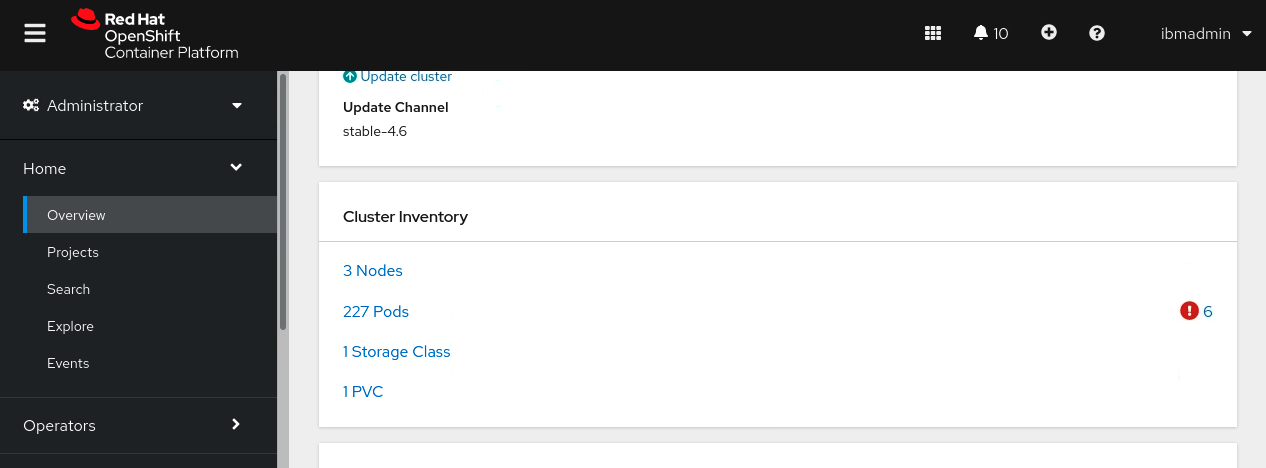 Red Hat
OpenShift
Container Platform
10
ibmadmin
Administrator
Home
Overview
Projects
Search
Explore
Events
Operators
Update cluster
Update Channel
stable-4.6
Cluster Inventory
3 Nodes
227 Pods
6
1 Storage Class
1 PVC